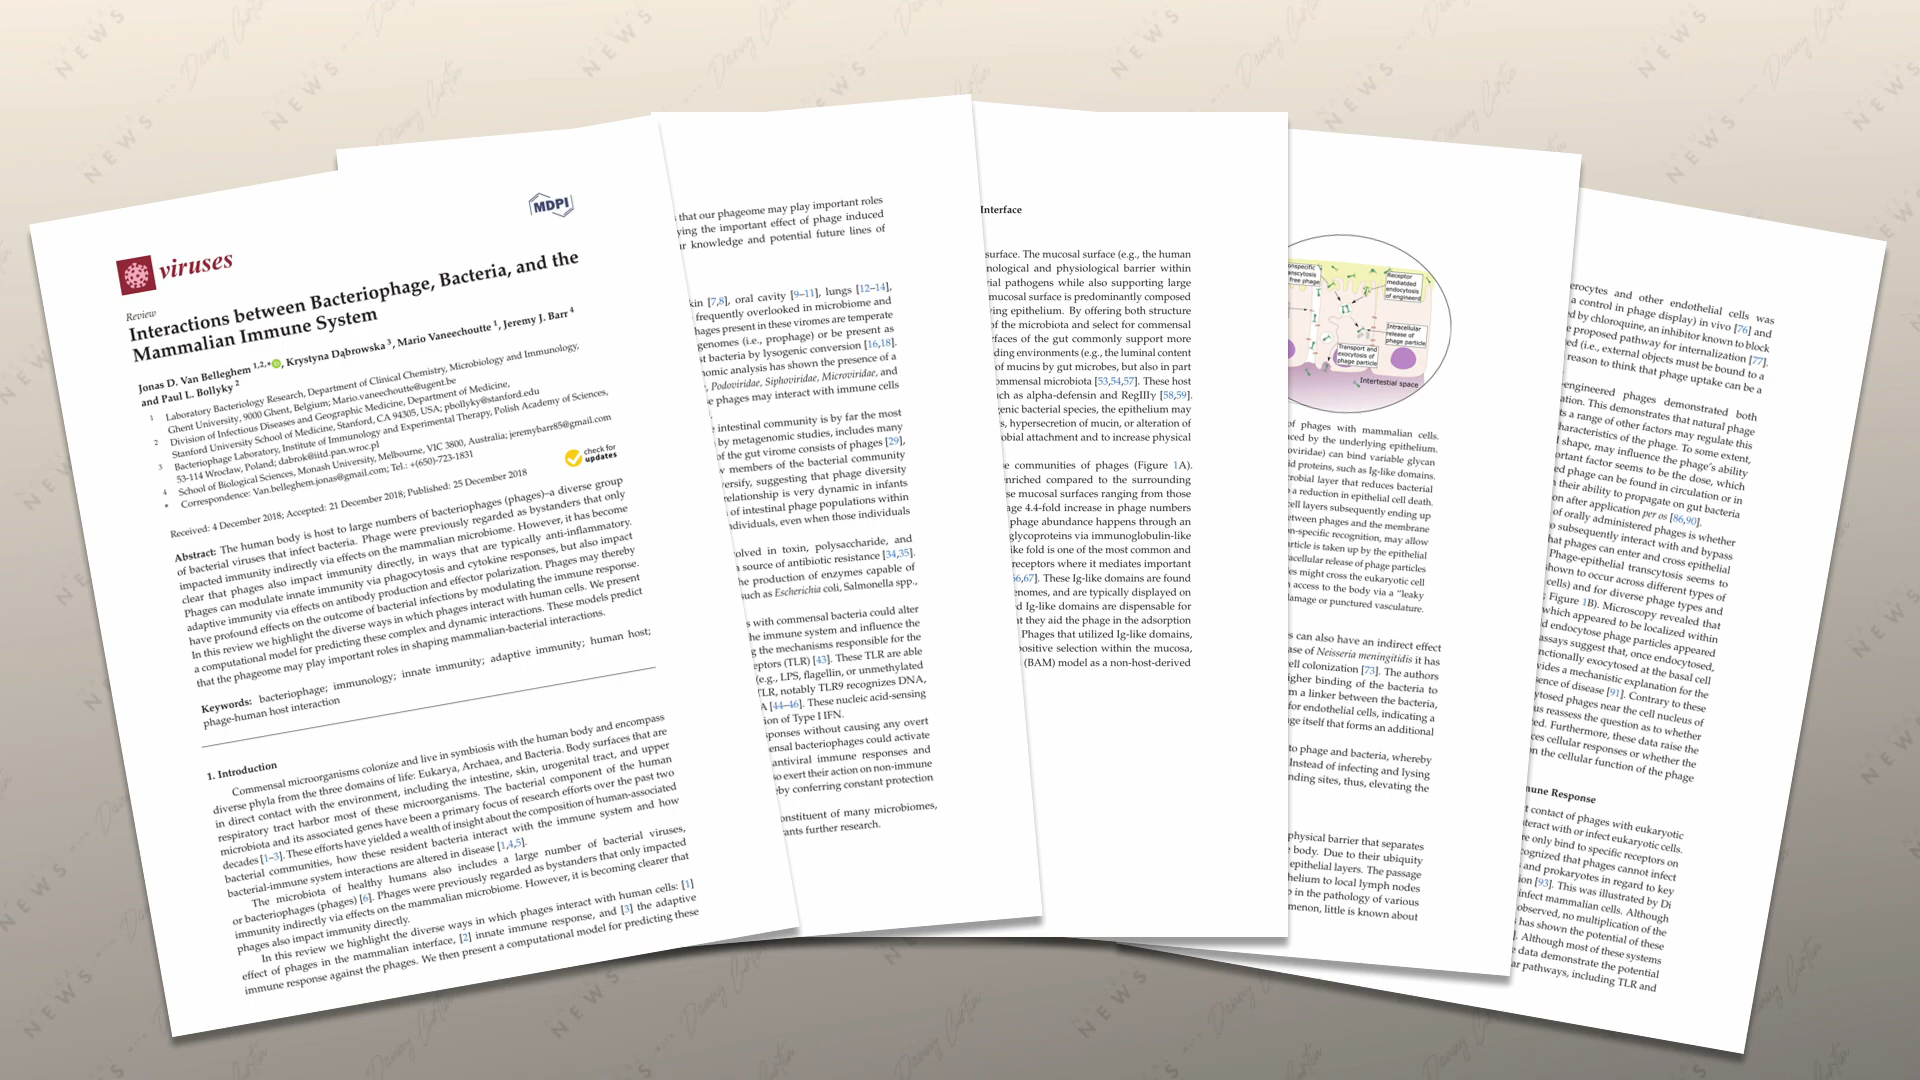 MDPI
viruses
Review
Interactions between Bacteriophage, Bacteria, and the
Mammalian Immune System
Jonas D. Van Belleghem 1,2,*, Krystyna Dąbrowska 3, Mario Vaneechoutte 1, Jeremy J. Barr 4
and Paul L. Bollyky 2
1 Laboratory Bacteriology Research, Department of Clinical Chemistry, Microbiology and Immunology,
Ghent University, 9000 Ghent, Belgium; Mario.vaneechoutte@ugent.be
2 Division of Infectious Diseases and Geographic Medicine, Department of Medicine,
Stanford University School of Medicine, Stanford, CA 94305, USA; pbollyky@stanford.edu
3 Bacteriophage Laboratory, Institute of Immunology and Experimental Therapy, Polish Academy of Sciences,
53-114 Wrocław, Poland; dabrok@iitd.pan.wroc.pl
4 School of Biological Sciences, Monash University, Melbourne, VIC 3800, Australia; jeremybarr85@gmail.com
* Correspondence: Van.belleghem.jonas@gmail.com; Tel.: +(650)-723-1831
check for
updates
Received: 4 December 2018; Accepted: 21 December 2018; Published: 25 December 2018
Abstract: The human body is host to large numbers of bacteriophages (phages)–a diverse group
of bacterial viruses that infect bacteria. Phage were previously regarded as bystanders that only
impacted immunity indirectly via effects on the mammalian microbiome. However, it has become
clear that phages also impact immunity directly, in ways that are typically anti-inflammatory.
Phages can modulate innate immunity via phagocytosis and cytokine responses, but also impact
adaptive immunity via effects on antibody production and effector polarization. Phages may thereby
have profound effects on the outcome of bacterial infections by modulating the immune response.
In this review we highlight the diverse ways in which phages interact with human cells. We present
a computational model for predicting these complex and dynamic interactions. These models predict
that the phageome may play important roles in shaping mammalian-bacterial interactions.
Keywords: bacteriophage; immunology; innate immunity; adaptive immunity; human host;
phage-human host interaction
1. Introduction
Commensal microorganisms colonize and live in symbiosis with the human body and encompass
diverse phyla from the three domains of life: Eukarya, Archaea, and Bacteria. Body surfaces that are
in direct contact with the environment, including the intestine, skin, urogenital tract, and upper
respiratory tract harbor most of these microorganisms. The bacterial component of the human
microbiota and its associated genes have been a primary focus of research efforts over the past two
decades [1–3]. These efforts have yielded a wealth of insight about the composition of human-associated
bacterial communities, how these resident bacteria interact with the immune system and how
bacterial-immune system interactions are altered in disease [1,4,5].
The microbiota of healthy humans also includes a large number of bacterial viruses,
or bacteriophages (phages) [6]. Phages were previously regarded as bystanders that only impacted
immunity indirectly via effects on the mammalian microbiome. However, it is becoming clearer that
phages also impact immunity directly.
In this review we highlight the diverse ways in which phages interact with human cells: [1]
effect of phages in the mammalian interface, [2] innate immune response, and [3] the adaptive
immune response against the phages. We then present a computational model for predicting these
that our phageome may play important roles
ying the important effect of phage induced
knowledge and potential future lines of
kin [7,8], oral cavity [9–11], lungs [12–14],
frequently overlooked in microbiome and
hages present in these viromes are temperate
genomes (i.e., prophage) or be present as
t bacteria by lysogenic conversion [16,18].
omic analysis has shown the presence of a
, Podoviridae, Siphoviridae, Microviridae, and
e phages may interact with immune cells
intestinal community is by far the most
by metagenomic studies, includes many
of the gut virome consists of phages [29],
members of the bacterial community
versify, suggesting that phage diversity
relationship is very dynamic in infants
of intestinal phage populations within
dividuals, even when those individuals
olved in toxin, polysaccharide, and
a source of antibiotic resistance [34,35].
he production of enzymes capable of
such as Escherichia coli, Salmonella spp.,
s with commensal bacteria could alter
he immune system and influence the
g the mechanisms responsible for the
eptors (TLR) [43]. These TLR are able
(e.g., LPS, flagellin, or unmethylated
TLR, notably TLR9 recognizes DNA,
A [44–46]. These nucleic acid-sensing
ion of Type I IFN.
sponses without causing any overt
ensal bacteriophages could activate
antiviral immune responses and
so exert their action on non-immune
eby conferring constant protection
onstituent of many microbiomes,
ants further research.
Interface
surface. The mucosal surface (e.g., the human
nological and physiological barrier within
rial pathogens while also supporting large
mucosal surface is predominantly composed
ying epithelium. By offering both structure
of the microbiota and select for commensal
faces of the gut commonly support more
ding environments (e.g., the luminal content
of mucins by gut microbes, but also in part
ommensal microbiota [53,54,57]. These host
ch as alpha-defensin and RegIIIγ [58,59].
genic bacterial species, the epithelium may
s, hypersecretion of mucin, or alteration of
obial attachment and to increase physical
e communities of phages (Figure 1A).
nriched compared to the surrounding
se mucosal surfaces ranging from those
ge 4.4-fold increase in phage numbers
phage abundance happens through an
glycoproteins via immunoglobulin-like
ike fold is one of the most common and
receptors where it mediates important
66,67]. These Ig-like domains are found
enomes, and are typically displayed on
d Ig-like domains are dispensable for
t they aid the phage in the adsorption
Phages that utilized Ig-like domains,
positive selection within the mucosa,
(BAM) model as a non-host-derived
onspecific
anscytosis
free phage
Receptor
mediatded
endocytosis
of engineerd
Intracellular
release of
phage particle
Transport and
exocytosis of
phage particle
Intertestial space
of phages with mammalian cells.
uced by the underlying epithelium.
oviridae) can bind variable glycan
id proteins, such as Ig-like domains.
robial layer that reduces bacterial
a reduction in epithelial cell death.
cell layers subsequently ending up
etween phages and the membrane
n-specific recognition, may allow
rticle is taken up by the epithelial
racellular release of phage particles
es might cross the eukaryotic cell
access to the body via a "leaky
lamage or punctured vasculature.
s can also have an indirect effect
ase of Neisseria meningitidis it has
ell colonization [73]. The authors
igher binding of the bacteria to
m a linker between the bacteria,
for endothelial cells, indicating a
ge itself that forms an additional
to phage and bacteria, whereby
Instead of infecting and lysing
nding sites, thus, elevating the
physical barrier that separates
body. Due to their ubiquity
epithelial layers. The passage
helium to local lymph nodes
in the pathology of various
menon, little is known about
erocytes and other endothelial cells was
a control in phage display) in vivo [76] and
d by chloroquine, an inhibitor known to block
e proposed pathway for internalization [77].
ed (i.e., external objects must be bound to a
reason to think that phage uptake can be a
engineered phages demonstrated both
ation. This demonstrates that natural phage
ts a range of other factors may regulate this
haracteristics of the phage. To some extent,
shape, may influence the phage's ability
ortant factor seems to be the dose, which
ed phage can be found in circulation or in
their ability to propagate on gut bacteria
on after application per os [86,90].
of orally administered phages is whether
o subsequently interact with and bypass
hat phages can enter and cross epithelial
Phage-epithelial transcytosis seems to
hown to occur across different types of
cells) and for diverse phage types and
Figure 1B). Microscopy revealed that
which appeared to be localized within
d endocytose phage particles appeared
assays suggest that, once endocytosed,
nctionally exocytosed at the basal cell
vides a mechanistic explanation for the
ence of disease [91]. Contrary to these
ytosed phages near the cell nucleus of
us reassess the question as to whether
ed. Furthermore, these data raise the
ces cellular responses or whether the
n the cellular function of the phage
mune Response
t contact of phages with eukaryotic
teract with or infect eukaryotic cells.
re only bind to specific receptors on
cognized that phages cannot infect
and prokaryotes in regard to key
ion [93]. This was illustrated by Di
infect mammalian cells. Although
observed, no multiplication of the
has shown the potential of these
]. Although most of these systems
data demonstrate the potential
ar pathways, including TLR and